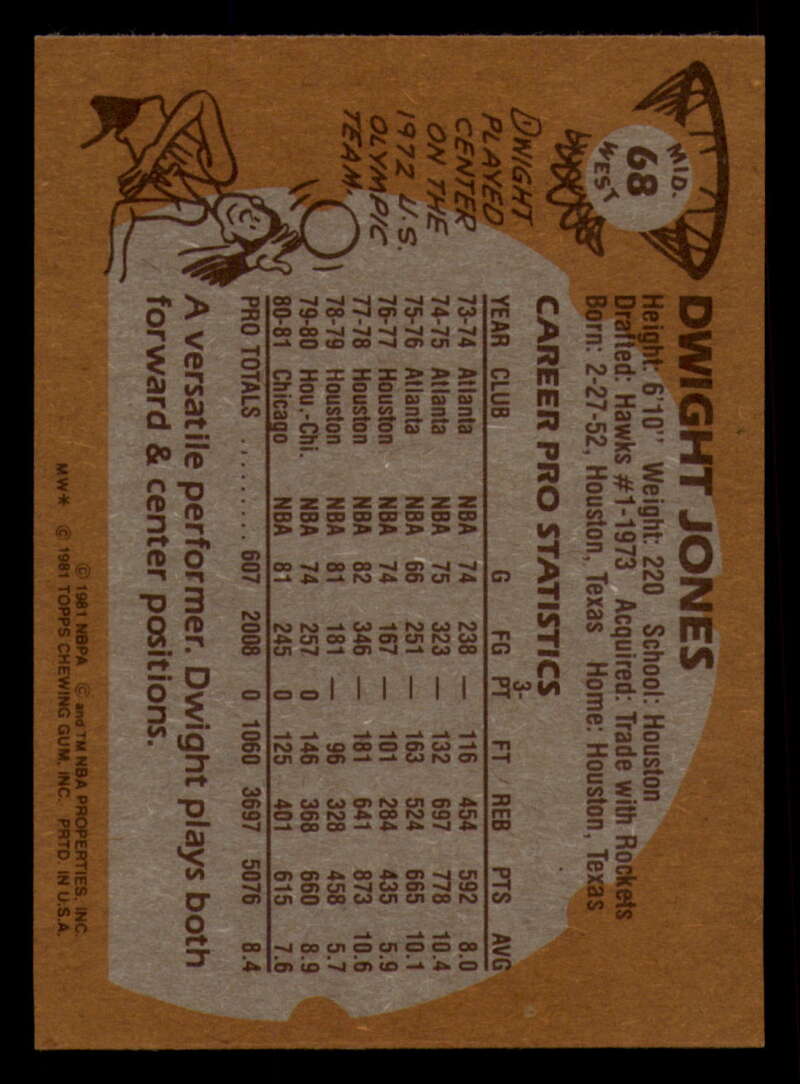 MID.
68
WEST
DWIGHT JONES
Height: 6'10" Weight: 220 School: Houston
Drafted: Hawks #1-1973 Acquired: Trade with Rockets
Born: 2-27-52, Houston, Texas Home: Houston, Texas
DWIGHT
PLAYED
CENTER
ON THE
1972 U.S.
OLYMPIC
TEAM.
CAREER PRO STATISTICS
YEAR CLUB G FG 3-PT FT REB PTS AVG
73-74 Atlanta NBA 74 238 — 116 454 592 8.0
74-75 Atlanta NBA 75 323 — 132 697 778 10.4
75-76 Atlanta NBA 66 251 — 163 524 665 10.1
76-77 Houston NBA 74 167 — 101 284 435 5.9
77-78 Houston NBA 82 346 — 181 641 873 10.6
78-79 Houston NBA 81 181 — 96 328 458 5.7
79-80 Hou.-Chi. NBA 74 257 0 146 368 660 8.9
80-81 Chicago NBA 81 245 0 125 401 615 7.6
PRO TOTALS ......... 607 2008 0 1060 3697 5076 8.4
A versatile performer. Dwight plays both
forward & center positions.
© 1981 NBPA © and TM NBA PROPERTIES, INC.
MW* © 1981 TOPPS CHEWING GUM, INC. PRTD. IN U.S.A.